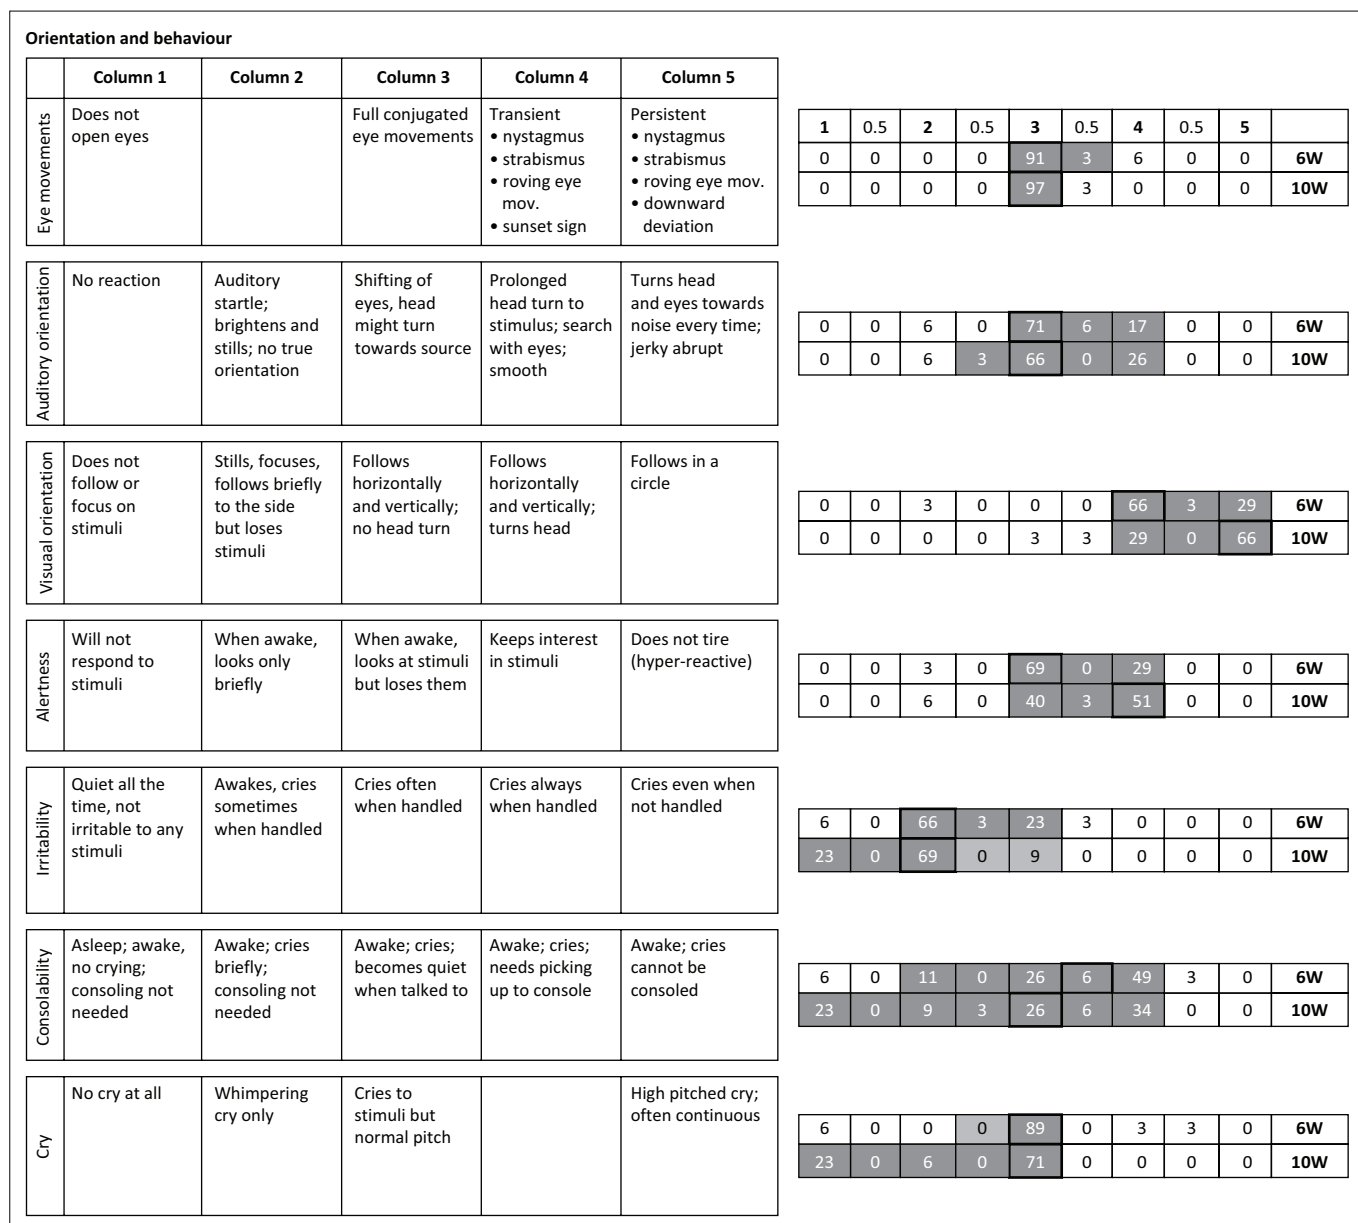 Orientation and behaviour
Column 1 Column 2 Column 3 Column 4 Column 5
Eye movements
Does not
open eyes
Full conjugated
eye movements
Transient
• nystagmus
• strabismus
• roving eye
mov.
• sunset sign
Persistent
• nystagmus
• strabismus
• roving eye mov.
• downward
deviation
1 0.5 2 0.5 3 0.5 4 0.5 5
0 0 0 0 91 3 6 0 0 6W
0 0 0 0 97 3 0 0 0 10W
Auditory orientation
No reaction
Auditory
startle;
brightens and
stills; no true
orientation
Shifting of
eyes, head
might turn
towards source
Prolonged
head turn to
stimulus; search
with eyes;
smooth
Turns head
and eyes towards
noise every time;
jerky abrupt
0 0 6 0 71 6 17 0 0 6W
0 0 6 3 66 0 26 0 0 10W
Visuaal orientation
Does not
follow or
focus on
stimuli
Stills, focuses,
follows briefly
to the side
but loses
stimuli
Follows
horizontally
and vertically;
no head turn
Follows
horizontally
and vertically;
turns head
Follows in a
circle
0 0 3 0 0 0 66 3 29 6W
0 0 0 0 3 3 29 0 66 10W
Alertness
Will not
respond to
stimuli
When awake,
looks only
briefly
When awake,
looks at stimuli
but loses them
Keeps interest
in stimuli
Does not tire
(hyper-reactive)
0 0 3 0 69 0 29 0 0 6W
0 0 6 0 40 3 51 0 0 10W
Irritability
Quiet all the
time, not
irritable to any
stimuli
Awakes, cries
sometimes
when handled
Cries often
when handled
Cries always
when handled
Cries even when
not handled
6 0 66 3 23 3 0 0 0 6W
23 0 69 0 9 0 0 0 0 10W
Consolability
Asleep; awake,
no crying;
consoling not
needed
Awake; cries
briefly;
consoling not
needed
Awake; cries;
becomes quiet
when talked to
Awake; cries;
needs picking
up to console
Awake; cries
cannot be
consoled
6 0 11 0 26 6 49 3 0 6W
23 0 9 3 26 6 34 0 0 10W
Cry
No cry at all
Whimpering
cry only
Cries to
stimuli but
normal pitch
High pitched cry;
often continuous
6 0 0 0 89 0 3 3 0 6W
23 0 6 0 71 0 0 0 0 10W